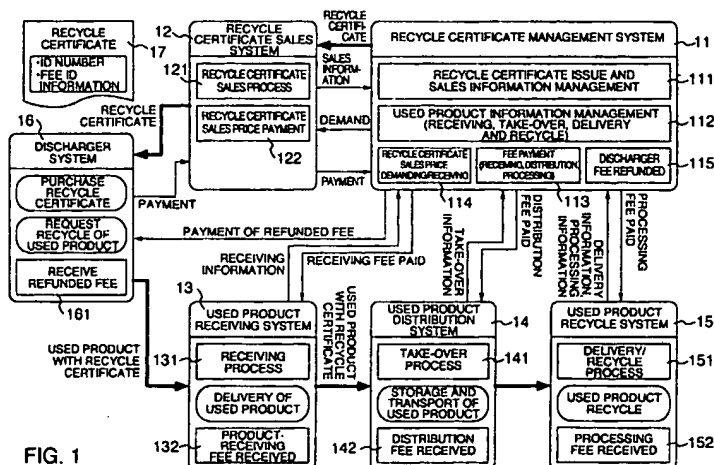 RECYCLE
CERTIFICATE
17
•ID NUMBER
•FEE ID
INFORMATION
RECYCLE
CERTIFICATE
16
DISCHARGER
SYSTEM
PURCHASE
RECYCLE
CERTIFICATE
REQUEST
RECYCLE OF
USED PRODUCT
RECEIVE
REFUNDED FEE
161
USED PRODUCT
WITH RECYCLE
CERTIFICATE
PAYMENT
12
RECYCLE
CERTIFICATE SALES
SYSTEM
121
RECYCLE CERTIFICATE
SALES PROCESS
RECYCLE CERTIFICATE
SALES PRICE PAYMENT
122
RECYCLE
CERTIFI-
CATE
SALES
INFOR-
MATION
DEMAND
PAYMENT
RECYCLE CERTIFICATE MANAGEMENT SYSTEM
11
RECYCLE CERTIFICATE ISSUE AND
SALES INFORMATION MANAGEMENT
111
USED PRODUCT INFORMATION MANAGEMENT
(RECEIVING, TAKE-OVER, DELIVERY
AND RECYCLE)
112
RECYCLE CERTIFICATE
SALES PRICE
DEMANDING/RECEIVING
114
FEE PAYMENT
(RECEIVING, DISTRIBUTION,
PROCESSING)
113
DISCHARGER
FEE REFUNDED
115
PAYMENT OF REFUNDED FEE
RECEIVING
INFORMATION
RECEIVING FEE PAID
TAKE-OVER
INFORMATION
DISTRIBUTION
FEE PAID
DELIVERY
INFORMATION,
PROCESSING
INFORMATION
PROCESSING
FEE PAID
13
USED PRODUCT
RECEIVING SYSTEM
131
RECEIVING
PROCESS
DELIVERY OF
USED PRODUCT
132
PRODUCT-
RECEIVING
FEE RECEIVED
USED PRODUCT
WITH RECYCLE
CERTIFICATE
USED PRODUCT
DISTRIBUTION
SYSTEM
14
TAKE-OVER
PROCESS
141
STORAGE AND
TRANSPORT OF
USED PRODUCT
142
DISTRIBUTION
FEE RECEIVED
USED PRODUCT
RECYCLE SYSTEM
15
DELIVERY/
RECYCLE
PROCESS
151
USED PRODUCT
RECYCLE
PROCESSING
FEE RECEIVED
152
FIG. 1